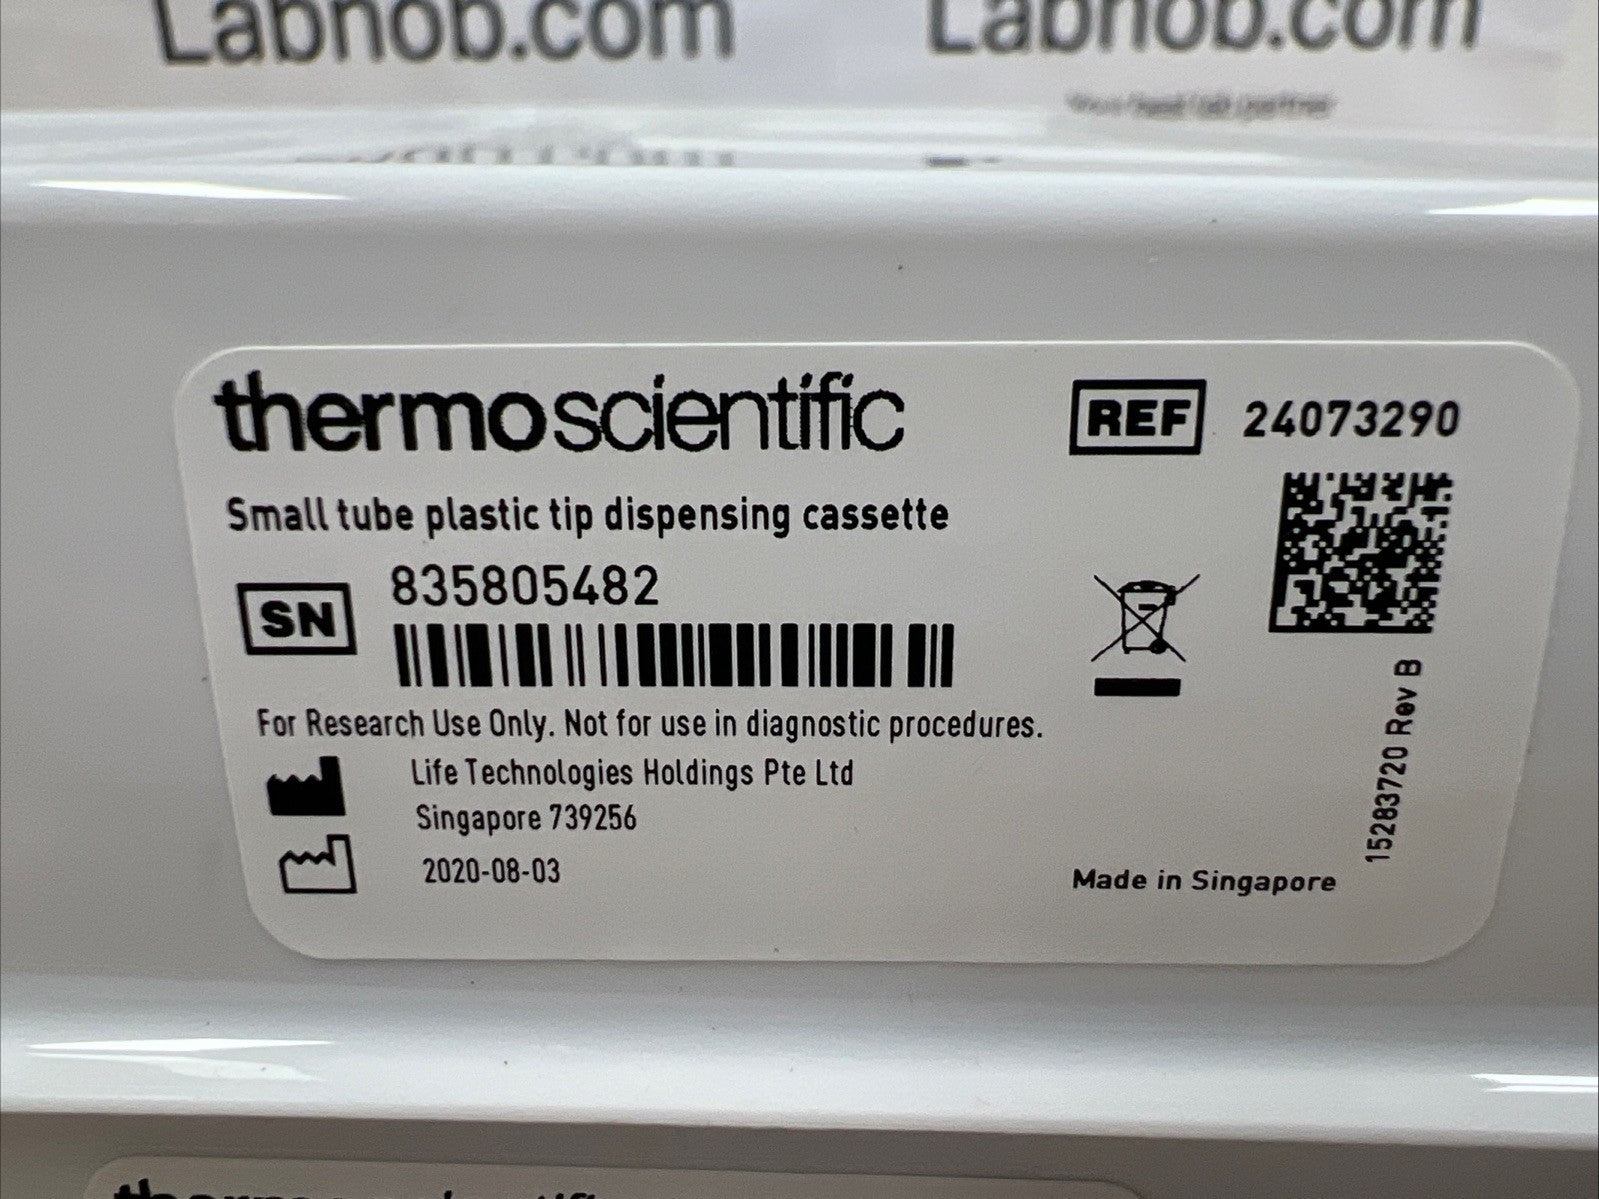 Labnob.com Labnob.com
thermoscientific
REF 24073290
Small tube plastic tip dispensing cassette
SN 835805482
For Research Use Only. Not for use in diagnostic procedures.
Life Technologies Holdings Pte Ltd
Singapore 739256
2020-08-03
Made in Singapore
15283720 Rev B